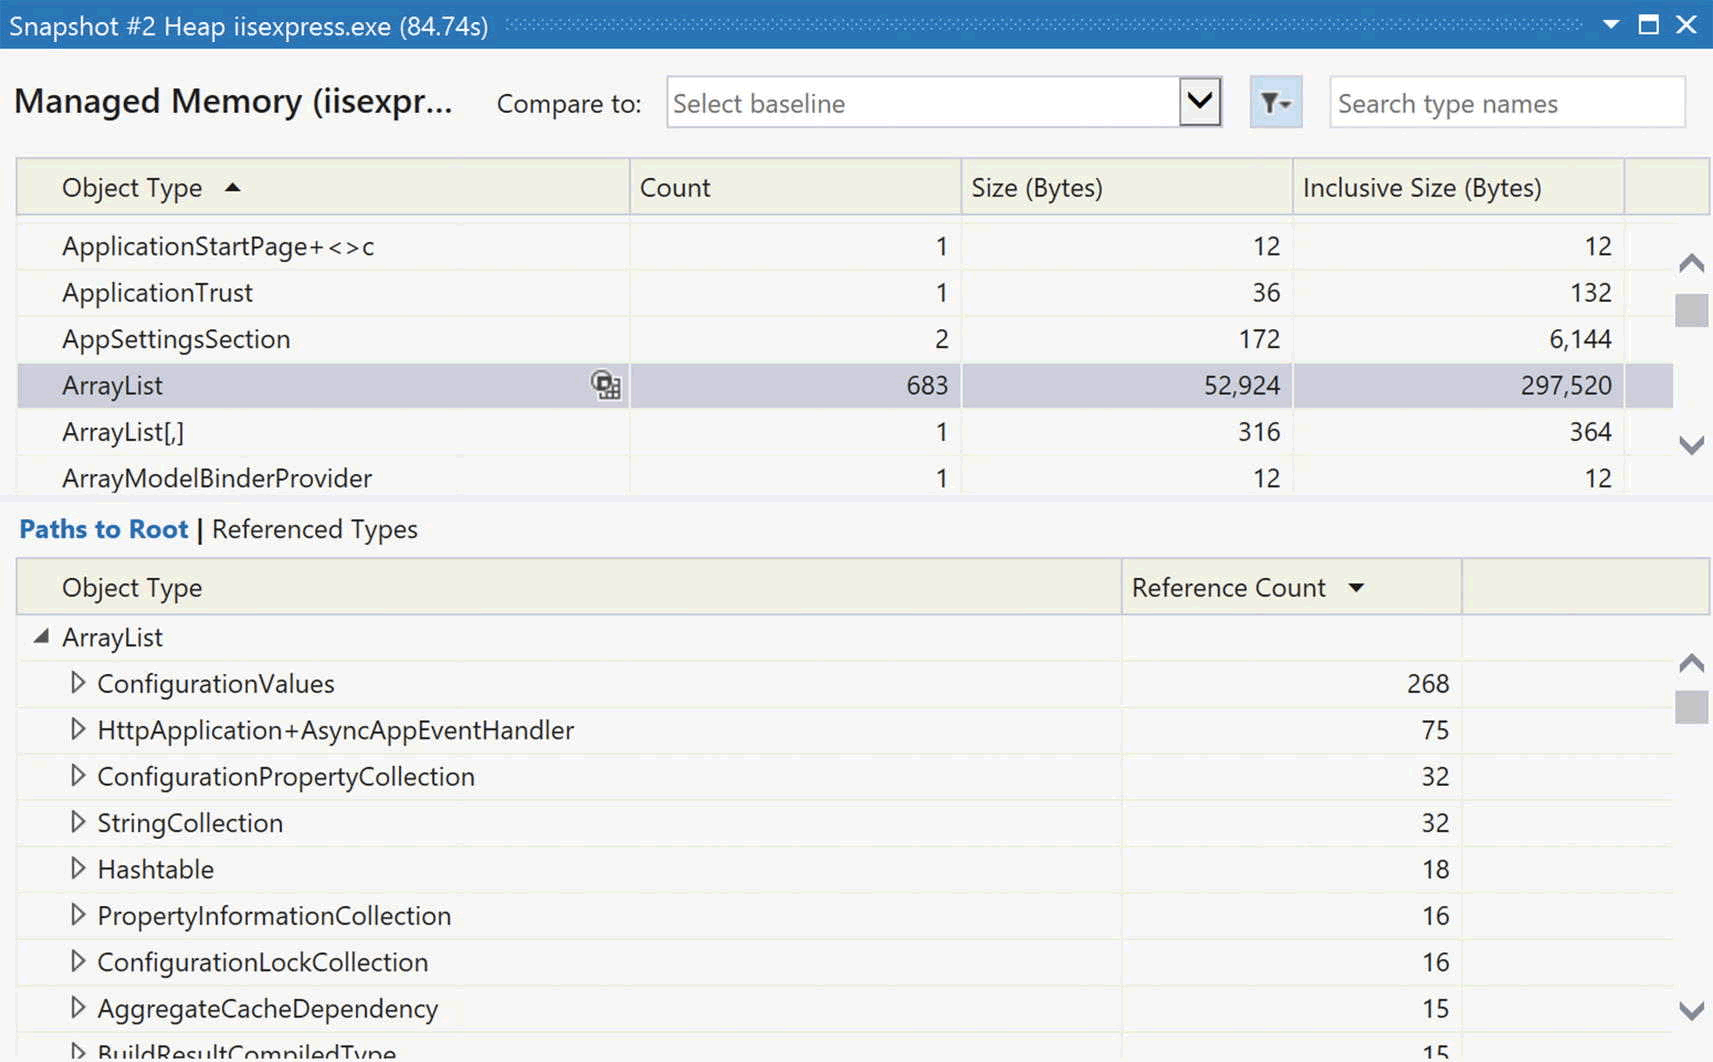 Snapshot #2 Heap iisexpress.exe (84.74s)
Managed Memory (iisexpr... Compare to: Select baseline Search type names
Object Type Count Size (Bytes) Inclusive Size (Bytes)
ApplicationStartPage+<>c 1 12 12
ApplicationTrust 1 36 132
AppSettingsSection 2 172 6,144
ArrayList 683 52,924 297,520
ArrayList[,] 1 316 364
ArrayModelBinderProvider 1 12 12
Paths to Root | Referenced Types
Object Type Reference Count
ArrayList
ConfigurationValues 268
HttpApplication+AsyncAppEventHandler 75
ConfigurationPropertyCollection 32
StringCollection 32
Hashtable 18
PropertyInformationCollection 16
ConfigurationLockCollection 16
AggregateCacheDependency 15
BuildResultCompiledType 15